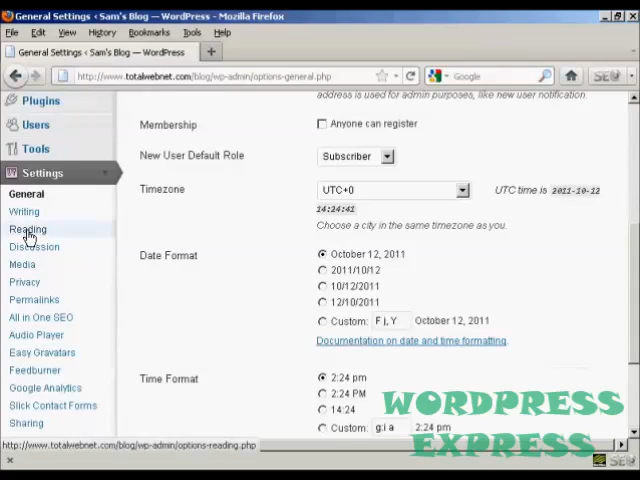 General Settings ‹ Sam's Blog — WordPress - Mozilla Firefox
File Edit View History Bookmarks Tools Help
General Settings ‹ Sam's Blog — WordPress
http://www.totalwebnet.com/blog/wp-admin/options-general.php
Google
SEO
address is used for admin purposes, like new user notification.
Plugins
Users
Tools
Settings
General
Writing
Reading
Discussion
Media
Privacy
Permalinks
All in One SEO
Audio Player
Easy Gravatars
Feedburner
Google Analytics
Slick Contact Forms
Sharing
Membership
Anyone can register
New User Default Role
Subscriber
Timezone
UTC+0
UTC time is 2011-10-12
14:24:41
Choose a city in the same timezone as you.
Date Format
October 12, 2011
2011/10/12
10/12/2011
12/10/2011
Custom: F j, Y October 12, 2011
Documentation on date and time formatting.
Time Format
2:24 pm
2:24 PM
14:24
Custom: g:i a 2:24 pm
WORDPRESS
EXPRESS
http://www.totalwebnet.com/blog/wp-admin/options-reading.php
SEO